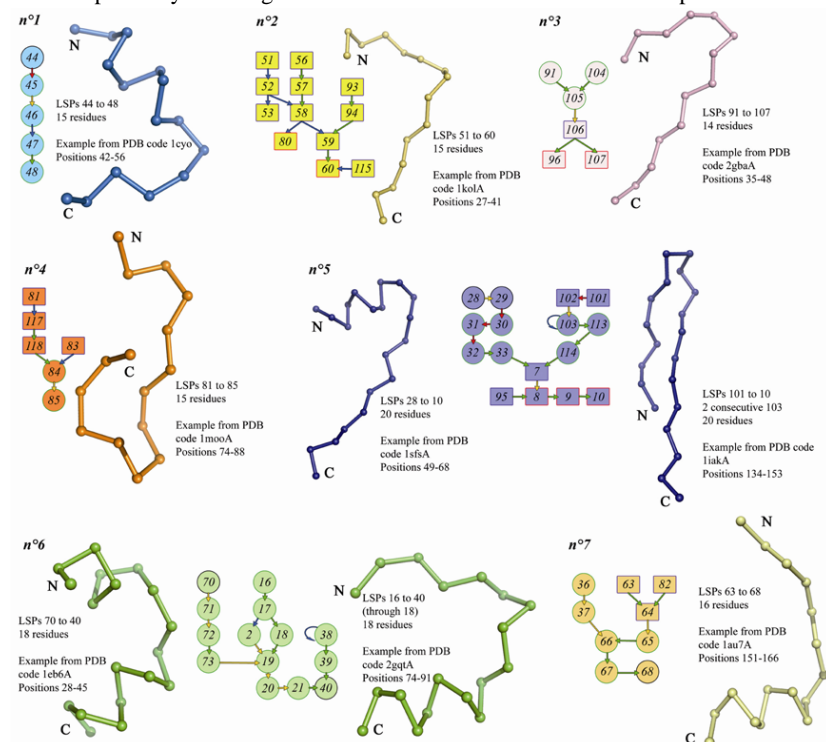 n°1
N
44
45
46
47
48
LSPs 44 to 48
15 residues
Example from PDB code 1cyo
Positions 42-56
C
n°2
N
51 56
52 57 93
53 58 94
80 59
60 115
LSPs 51 to 60
15 residues
Example from PDB
code 1kolA
Positions 27-41
C
n°3
N
91 104
105
106
96 107
LSPs 91 to 107
14 residues
Example from PDB
code 2gbaA
Positions 35-48
C
n°4
N
81
117
118 83
84
85
C
LSPs 81 to 85
15 residues
Example from PDB
code 1mooA
Positions 74-88
n°5
N
LSPs 28 to 10
20 residues
Example from PDB
code 1sfsA
Positions 49-68
C
28 29 102 101
31 30 103 113
32 33 114
7
95 8 9 10
N
LSPs 101 to 10
2 consecutive 103
20 residues
Example from PDB code
1iakA
Positions 134-153
C
n°6
N
LSPs 70 to 40
18 residues
Example from PDB
code 1eb6A
Positions 28-45
C
70 16
71 17
72 2 18 38
73 19 39
20 21 40
N
LSPs 16 to 40
(through 18)
18 residues
Example from PDB
code 2gqtA
Positions 74-91
C
n°7
N
36 63 82
37 64
66 65
67 68
LSPs 63 to 68
16 residues
Example from PDB
code 1au7A
Positions 151-166
C